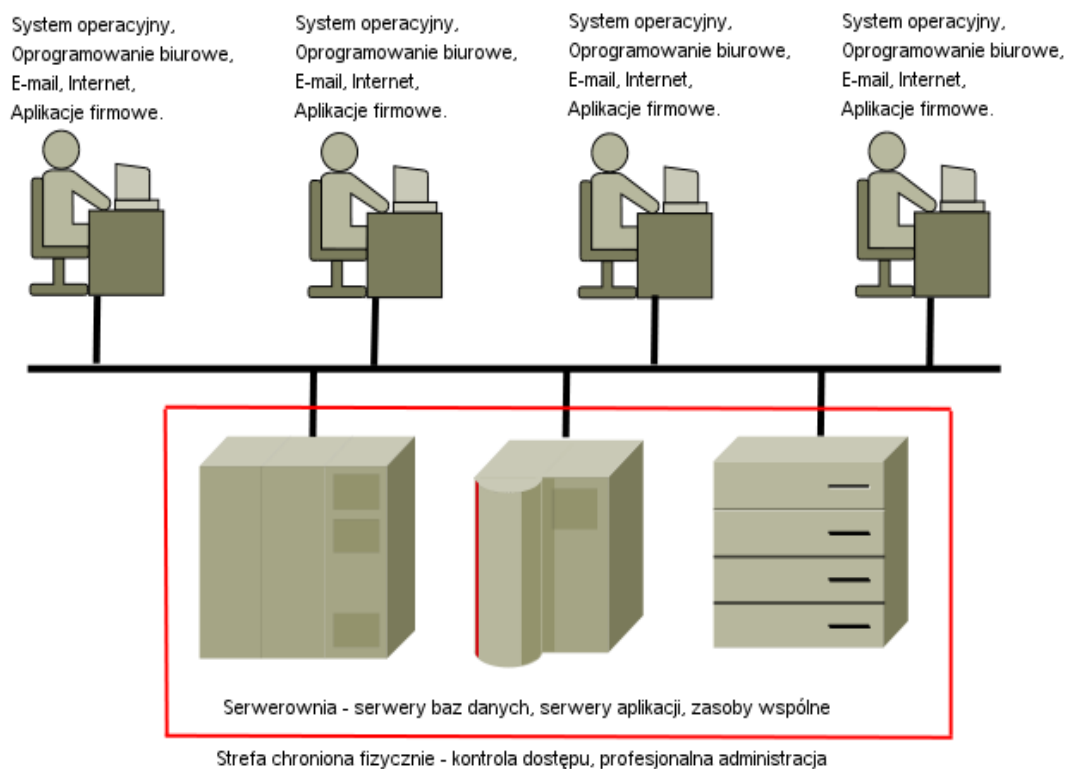 System operacyjny,
Oprogramowanie biurowe,
E-mail, Internet,
Aplikacje firmowe.
System operacyjny,
Oprogramowanie biurowe,
E-mail, Internet,
Aplikacje firmowe.
System operacyjny,
Oprogramowanie biurowe,
E-mail, Internet,
Aplikacje firmowe.
System operacyjny,
Oprogramowanie biurowe,
E-mail, Internet,
Aplikacje firmowe.
Serwerownia - serwery baz danych, serwery aplikacji, zasoby wspólne
Strefa chroniona fizycznie - kontrola dostępu, profesjonalna administracja